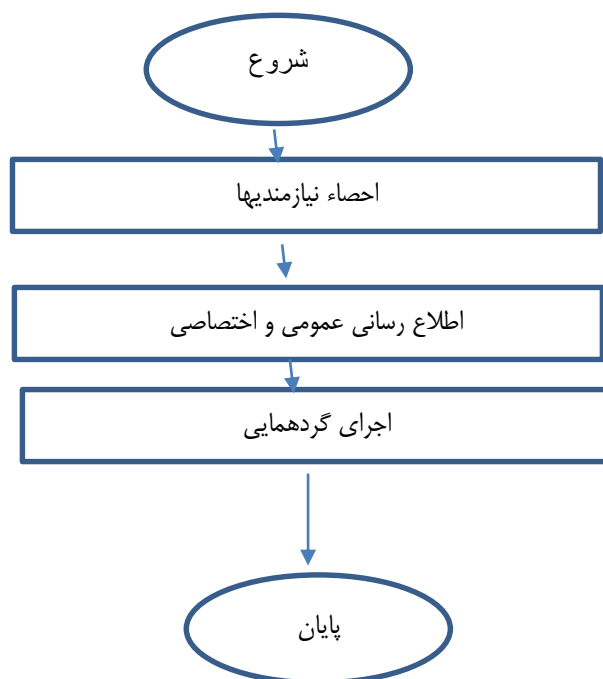 شروع
احصاء نیازمندیها
اطلاع رسانی عمومی و اختصاصی
اجرای گردهمایی
پایان